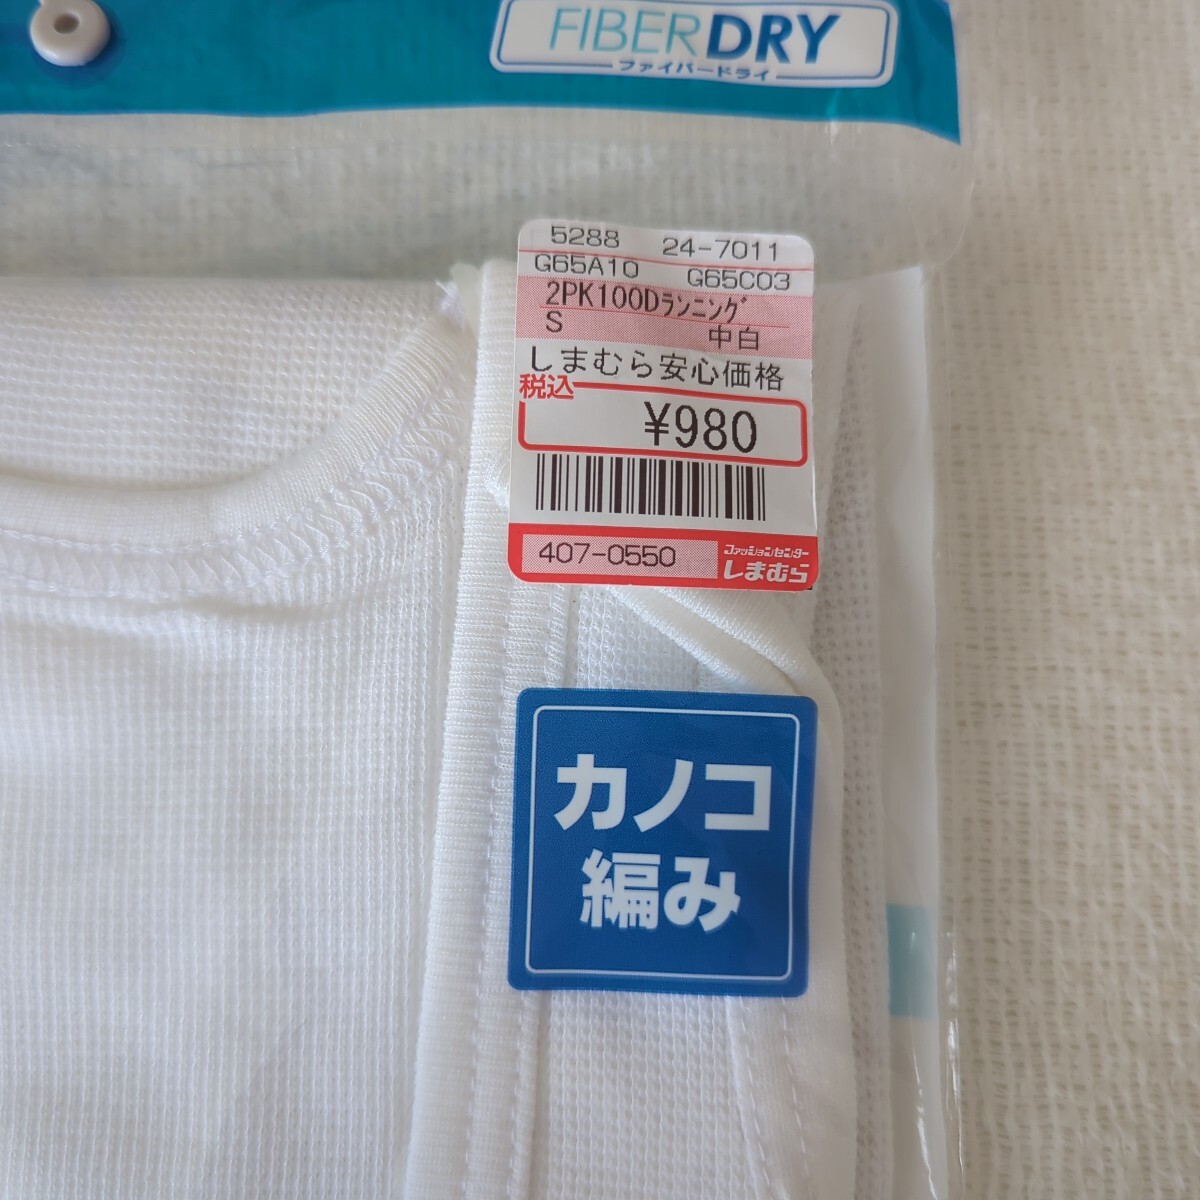 FIBERDRY
ファイバードライ
5288 24-7011
G65A10 G65C03
2PK100Dﾗﾝﾆﾝｸﾞ
S 中白
しまむら安心価格
税込
¥980
407-0550
ファッションセンター
しまむら
カノコ
編み